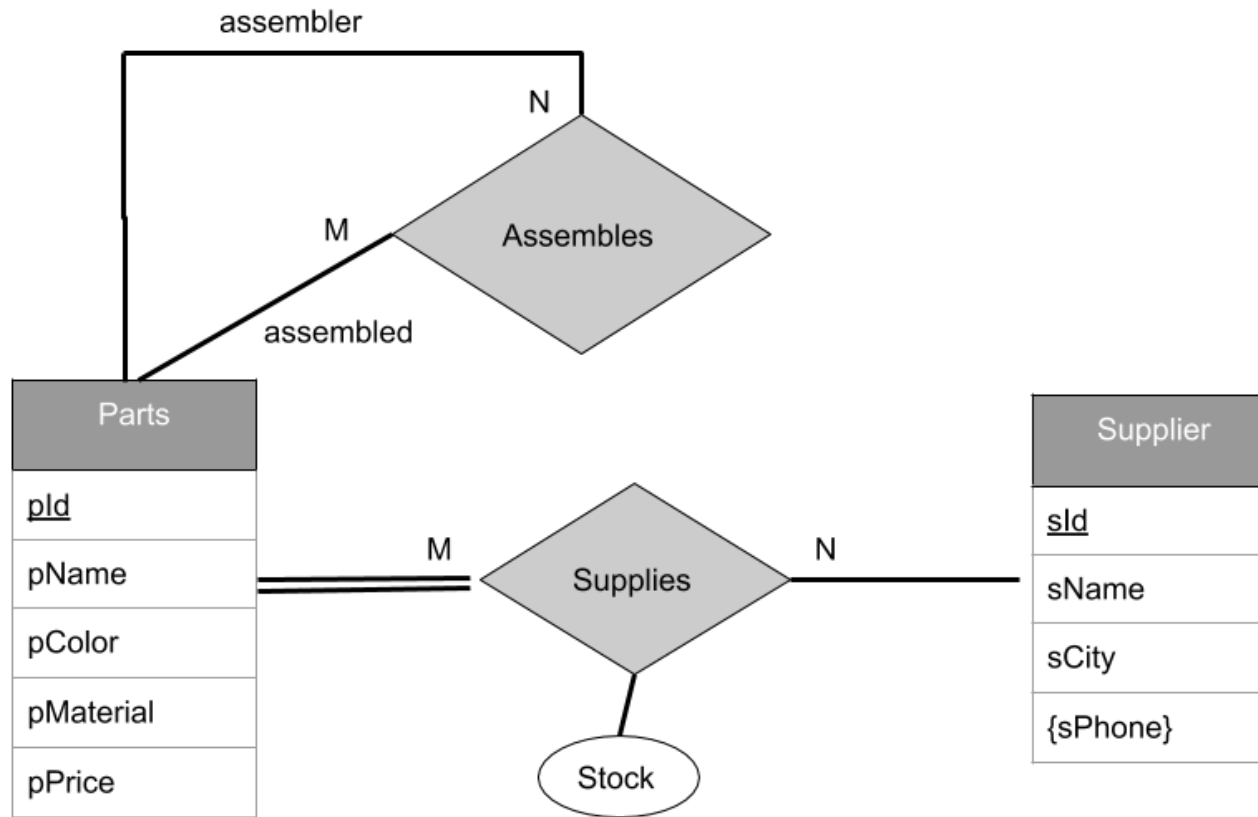 assembler
N
M
Assembles
assembled
Parts
Supplier
pId
sId
M
N
pName
Supplies
sName
pColor
sCity
pMaterial
{sPhone}
pPrice
Stock